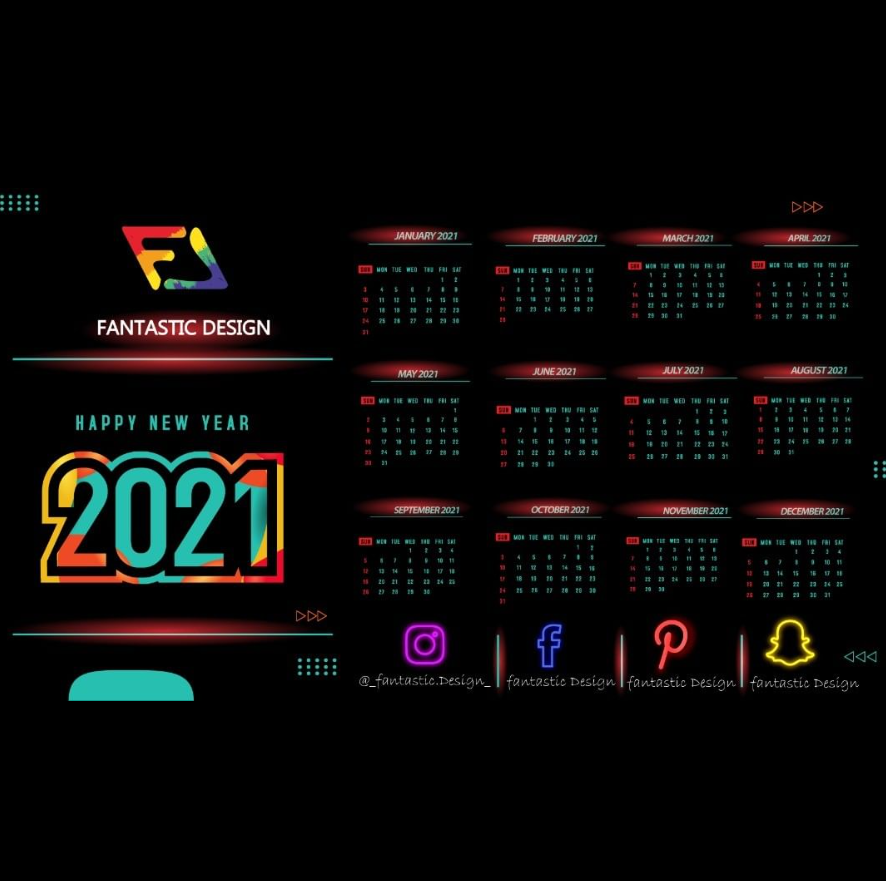 FJ
FANTASTIC DESIGN
HAPPY NEW YEAR
2021
JANUARY 2021
SUN MON TUE WED THU FRI SAT
1 2
3 4 5 6 7 8 9
10 11 12 13 14 15 16
17 18 19 20 21 22 23
24 25 26 27 28 29 30
31
FEBRUARY 2021
SUN MON TUE WED THU FRI SAT
1 2 3 4 5 6
7 8 9 10 11 12 13
14 15 16 17 18 19 20
21 22 23 24 25 26 27
28
MARCH 2021
SUN MON TUE WED THU FRI SAT
1 2 3 4 5 6
7 8 9 10 11 12 13
14 15 16 17 18 19 20
21 22 23 24 25 26 27
28 29 30 31
APRIL 2021
SUN MON TUE WED THU FRI SAT
1 2 3
4 5 6 7 8 9 10
11 12 13 14 15 16 17
18 19 20 21 22 23 24
25 26 27 28 29 30
MAY 2021
SUN MON TUE WED THU FRI SAT
1
2 3 4 5 6 7 8
9 10 11 12 13 14 15
16 17 18 19 20 21 22
23 24 25 26 27 28 29
30 31
JUNE 2021
SUN MON TUE WED THU FRI SAT
1 2 3 4 5
6 7 8 9 10 11 12
13 14 15 16 17 18 19
20 21 22 23 24 25 26
27 28 29 30
JULY 2021
SUN MON TUE WED THU FRI SAT
1 2 3
4 5 6 7 8 9 10
11 12 13 14 15 16 17
18 19 20 21 22 23 24
25 26 27 28 29 30 31
AUGUST 2021
SUN MON TUE WED THU FRI SAT
1 2 3 4 5 6 7
8 9 10 11 12 13 14
15 16 17 18 19 20 21
22 23 24 25 26 27 28
29 30 31
SEPTEMBER 2021
SUN MON TUE WED THU FRI SAT
1 2 3 4
5 6 7 8 9 10 11
12 13 14 15 16 17 18
19 20 21 22 23 24 25
26 27 28 29 30
OCTOBER 2021
SUN MON TUE WED THU FRI SAT
1 2
3 4 5 6 7 8 9
10 11 12 13 14 15 16
17 18 19 20 21 22 23
24 25 26 27 28 29 30
31
NOVEMBER 2021
SUN MON TUE WED THU FRI SAT
1 2 3 4 5 6
7 8 9 10 11 12 13
14 15 16 17 18 19 20
21 22 23 24 25 26 27
28 29 30
DECEMBER 2021
SUN MON TUE WED THU FRI SAT
1 2 3 4
5 6 7 8 9 10 11
12 13 14 15 16 17 18
19 20 21 22 23 24 25
26 27 28 29 30 31
@_fantastic.Design_
fantastic Design
fantastic Design
fantastic Design